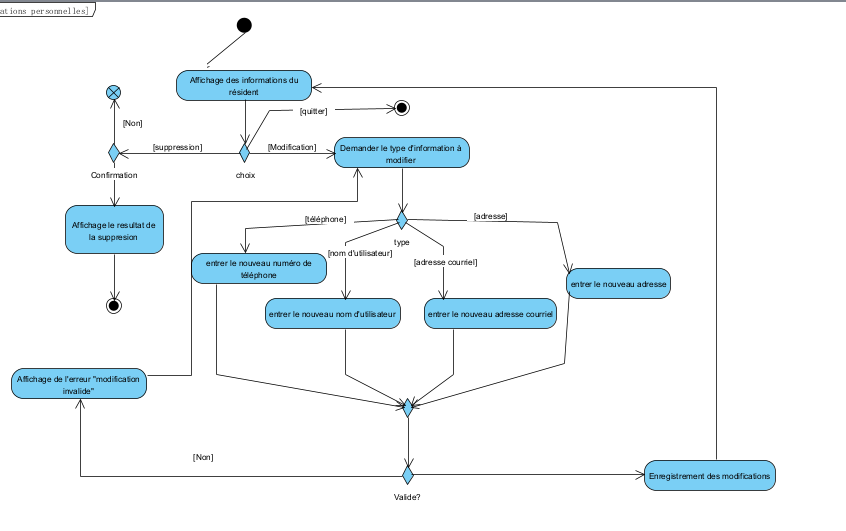 ations personnelles]
Affichage des informations du
résident
[quitter]
[Non]
[suppression]
[Modification]
Demander le type d'information à
modifier
Confirmation
choix
Affichage le resultat de
la suppresion
[téléphone]
[adresse]
type
[nom d'utilisateur]
[adresse courriel]
entrer le nouveau numéro de
téléphone
entrer le nouveau adresse
entrer le nouveau nom d'utilisateur
entrer le nouveau adresse courriel
Affichage de l'erreur "modification
invalide"
[Non]
Enregistrement des modifications
Valide?